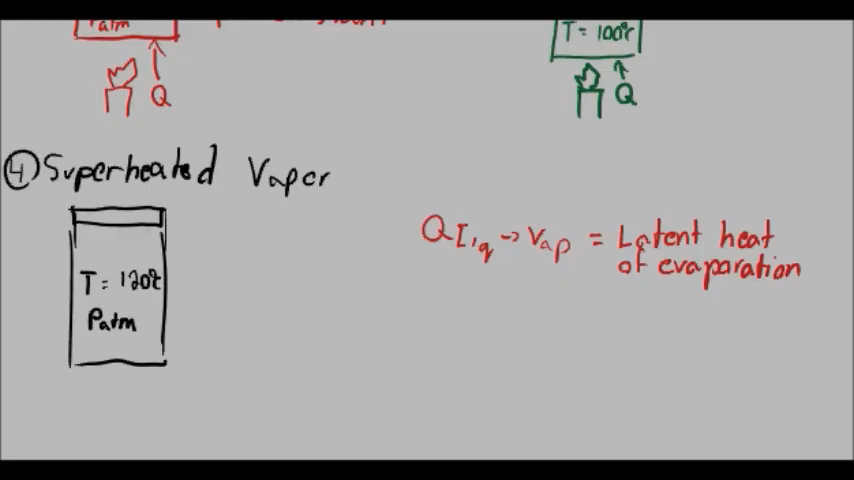 Patm
T = 100°c
Q
Q
④ Superheated Vapor
Q Liq → Vap = Latent heat
of evaporation
T = 120°c
Patm